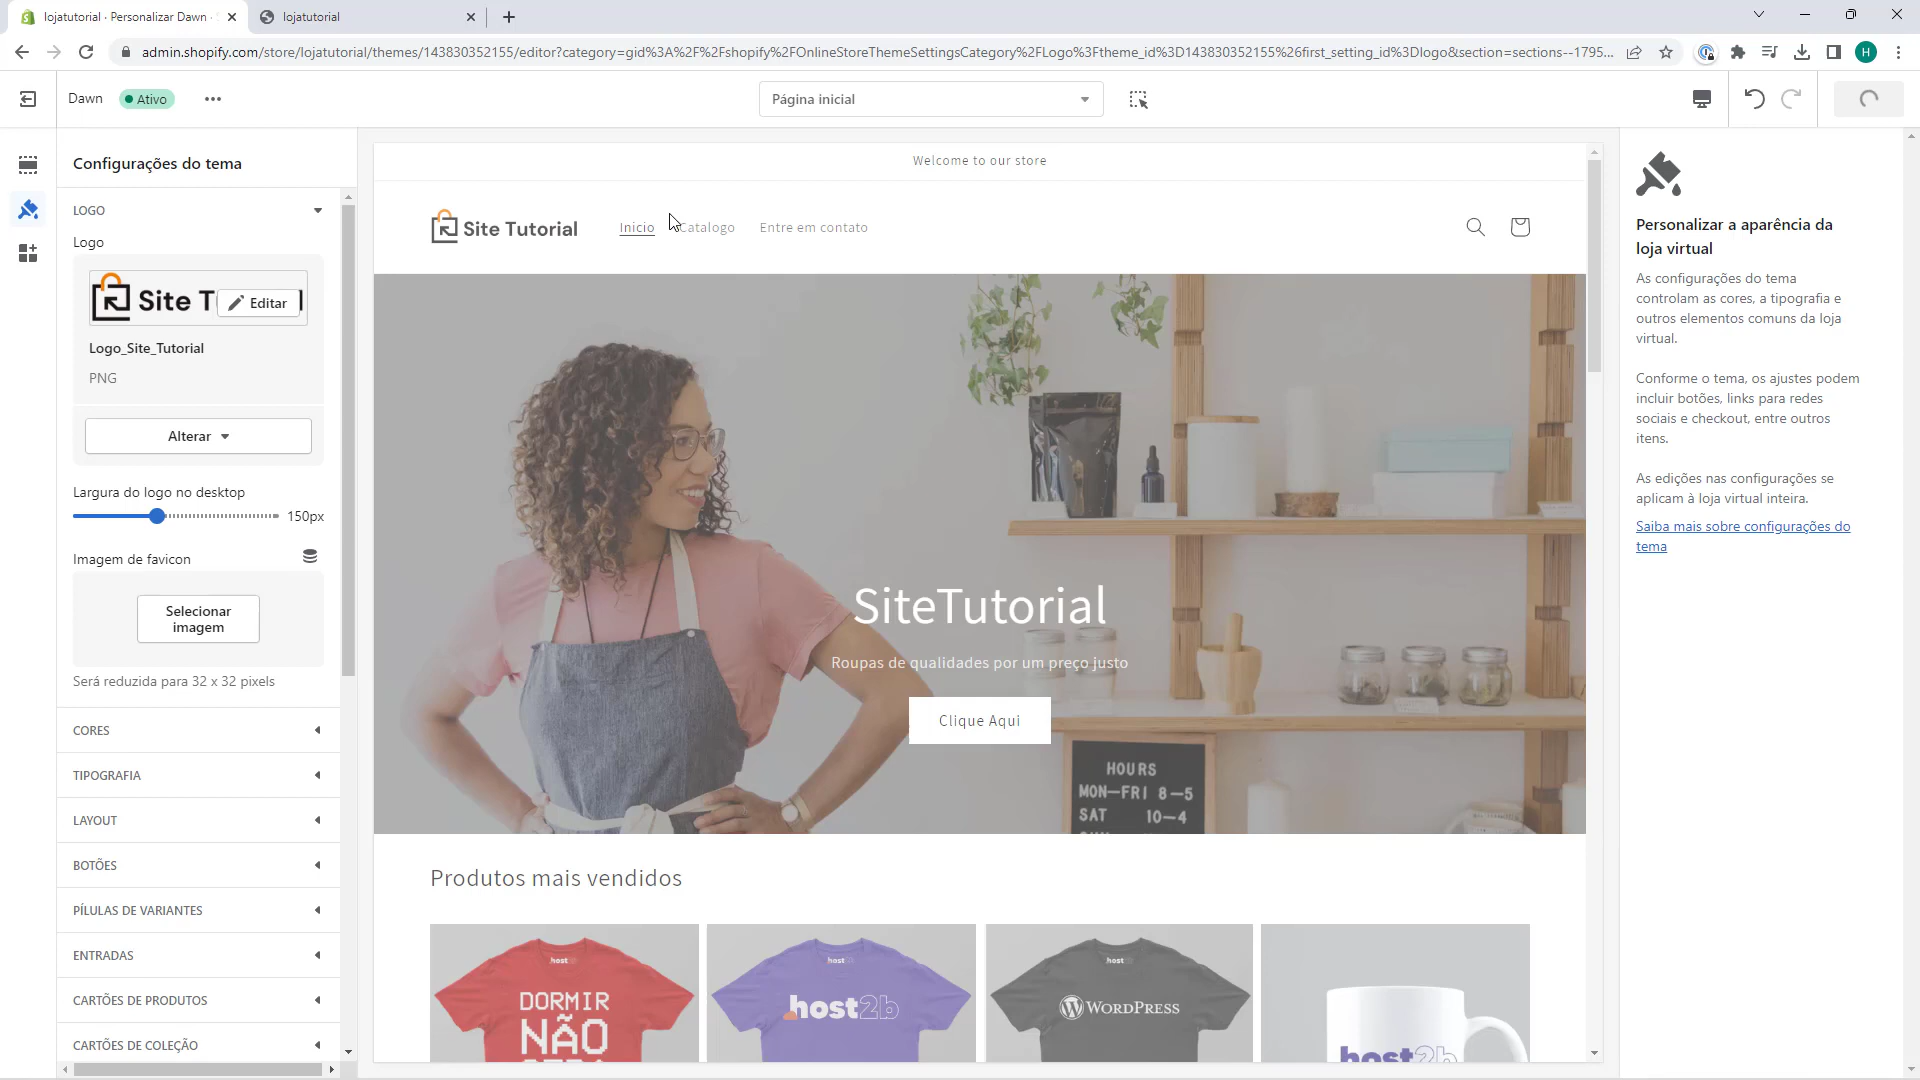 lojatutorial · Personalizar Dawn ·
lojatutorial
admin.shopify.com/store/lojatutorial/themes/143830352155/editor?category=gid%3A%2F%2Fshopify%2FOnlineStoreThemeSettingsCategory%2FLogo%3Ftheme_id%3D143830352155%26first_setting_id%3Dlogo&section=sections--1795...
H
Dawn
Ativo
Página inicial
Configurações do tema
LOGO
Logo
Site T
Editar
Logo_Site_Tutorial
PNG
Alterar
Largura do logo no desktop
150px
Imagem de favicon
Selecionar
imagem
Será reduzida para 32 x 32 pixels
CORES
TIPOGRAFIA
LAYOUT
BOTÕES
PÍLULAS DE VARIANTES
ENTRADAS
CARTÕES DE PRODUTOS
CARTÕES DE COLEÇÃO
Welcome to our store
Site Tutorial
Inicio
Catalogo
Entre em contato
SiteTutorial
Roupas de qualidades por um preço justo
Clique Aqui
HOURS
MON—FRI 8—5
SAT 10—4
Produtos mais vendidos
host
DORMIR
NÃO
host
host2b
host
WORDPRESS
host2b
Personalizar a aparência da
loja virtual
As configurações do tema
controlam as cores, a tipografia e
outros elementos comuns da loja
virtual.
Conforme o tema, os ajustes podem
incluir botões, links para redes
sociais e checkout, entre outros
itens.
As edições nas configurações se
aplicam à loja virtual inteira.
Saiba mais sobre configurações do
tema